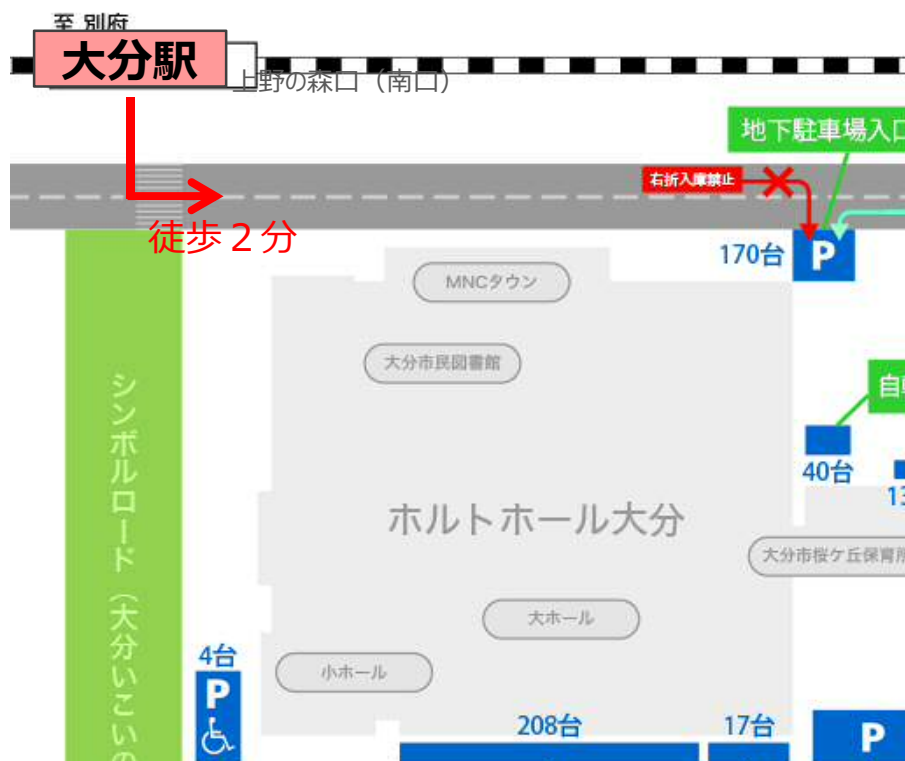 至 別府
大分駅
上野の森口（南口）
地下駐車場入口
右折入庫禁止
徒歩２分
170台
P
MNCタウン
大分市民図書館
自
40台
13
ホルトホール大分
大分市桜ケ丘保育所
大ホール
小ホール
シンボルロード（大分いこいの
4台
P
208台
17台
P